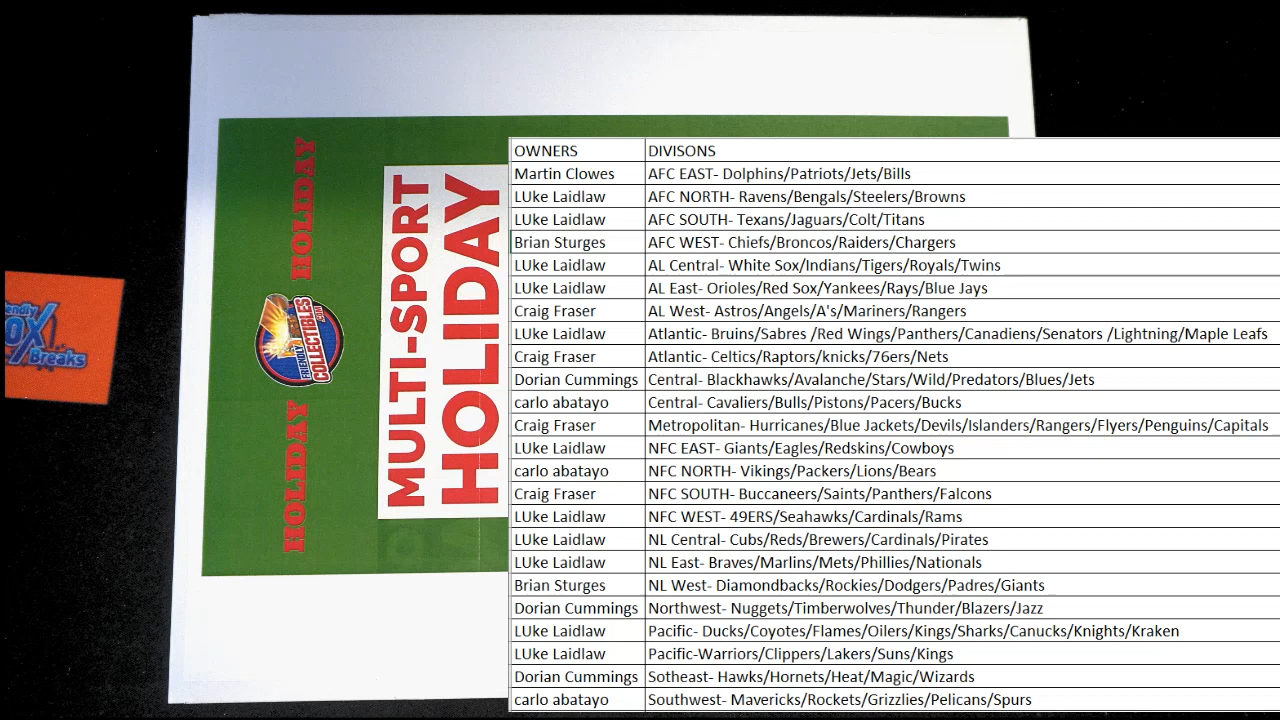 endly
OX
Breaks
HOLIDAY
HOLIDAY
FRIENDLY
COLLECTIBLES
.COM
MULTI-SPORT
HOLIDAY
OWNERS DIVISONS
Martin Clowes AFC EAST- Dolphins/Patriots/Jets/Bills
LUke Laidlaw AFC NORTH- Ravens/Bengals/Steelers/Browns
LUke Laidlaw AFC SOUTH- Texans/Jaguars/Colt/Titans
Brian Sturges AFC WEST- Chiefs/Broncos/Raiders/Chargers
LUke Laidlaw AL Central- White Sox/Indians/Tigers/Royals/Twins
LUke Laidlaw AL East- Orioles/Red Sox/Yankees/Rays/Blue Jays
Craig Fraser AL West- Astros/Angels/A's/Mariners/Rangers
LUke Laidlaw Atlantic- Bruins/Sabres /Red Wings/Panthers/Canadiens/Senators /Lightning/Maple Leafs
Craig Fraser Atlantic- Celtics/Raptors/knicks/76ers/Nets
Dorian Cummings Central- Blackhawks/Avalanche/Stars/Wild/Predators/Blues/Jets
carlo abatayo Central- Cavaliers/Bulls/Pistons/Pacers/Bucks
Craig Fraser Metropolitan- Hurricanes/Blue Jackets/Devils/Islanders/Rangers/Flyers/Penguins/Capitals
LUke Laidlaw NFC EAST- Giants/Eagles/Redskins/Cowboys
carlo abatayo NFC NORTH- Vikings/Packers/Lions/Bears
Craig Fraser NFC SOUTH- Buccaneers/Saints/Panthers/Falcons
LUke Laidlaw NFC WEST- 49ERS/Seahawks/Cardinals/Rams
LUke Laidlaw NL Central- Cubs/Reds/Brewers/Cardinals/Pirates
LUke Laidlaw NL East- Braves/Marlins/Mets/Phillies/Nationals
Brian Sturges NL West- Diamondbacks/Rockies/Dodgers/Padres/Giants
Dorian Cummings Northwest- Nuggets/Timberwolves/Thunder/Blazers/Jazz
LUke Laidlaw Pacific- Ducks/Coyotes/Flames/Oilers/Kings/Sharks/Canucks/Knights/Kraken
LUke Laidlaw Pacific-Warriors/Clippers/Lakers/Suns/Kings
Dorian Cummings Sotheast- Hawks/Hornets/Heat/Magic/Wizards
carlo abatayo Southwest- Mavericks/Rockets/Grizzlies/Pelicans/Spurs